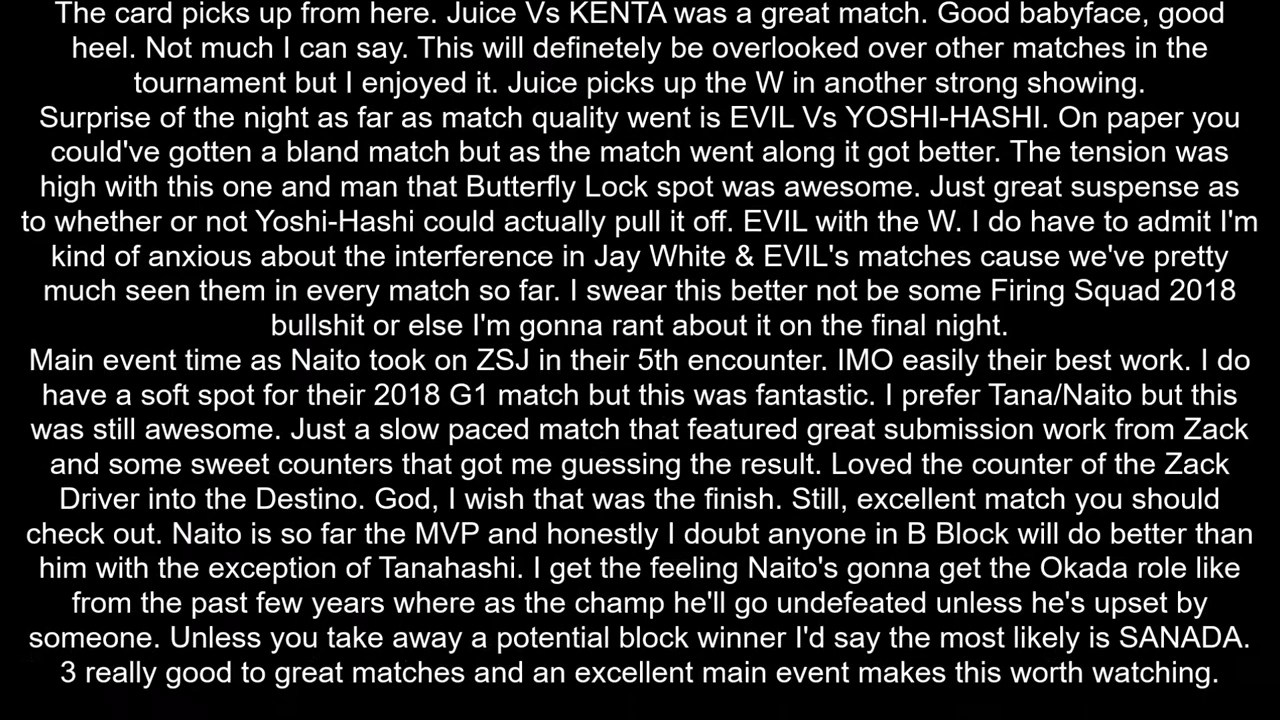 The card picks up from here. Juice Vs KENTA was a great match. Good babyface, good
heel. Not much I can say. This will definetely be overlooked over other matches in the
tournament but I enjoyed it. Juice picks up the W in another strong showing.
Surprise of the night as far as match quality went is EVIL Vs YOSHI-HASHI. On paper you
could've gotten a bland match but as the match went along it got better. The tension was
high with this one and man that Butterfly Lock spot was awesome. Just great suspense as
to whether or not Yoshi-Hashi could actually pull it off. EVIL with the W. I do have to admit I'm
kind of anxious about the interference in Jay White & EVIL's matches cause we've pretty
much seen them in every match so far. I swear this better not be some Firing Squad 2018
bullshit or else I'm gonna rant about it on the final night.
Main event time as Naito took on ZSJ in their 5th encounter. IMO easily their best work. I do
have a soft spot for their 2018 G1 match but this was fantastic. I prefer Tana/Naito but this
was still awesome. Just a slow paced match that featured great submission work from Zack
and some sweet counters that got me guessing the result. Loved the counter of the Zack
Driver into the Destino. God, I wish that was the finish. Still, excellent match you should
check out. Naito is so far the MVP and honestly I doubt anyone in B Block will do better than
him with the exception of Tanahashi. I get the feeling Naito's gonna get the Okada role like
from the past few years where as the champ he'll go undefeated unless he's upset by
someone. Unless you take away a potential block winner I'd say the most likely is SANADA.
3 really good to great matches and an excellent main event makes this worth watching.